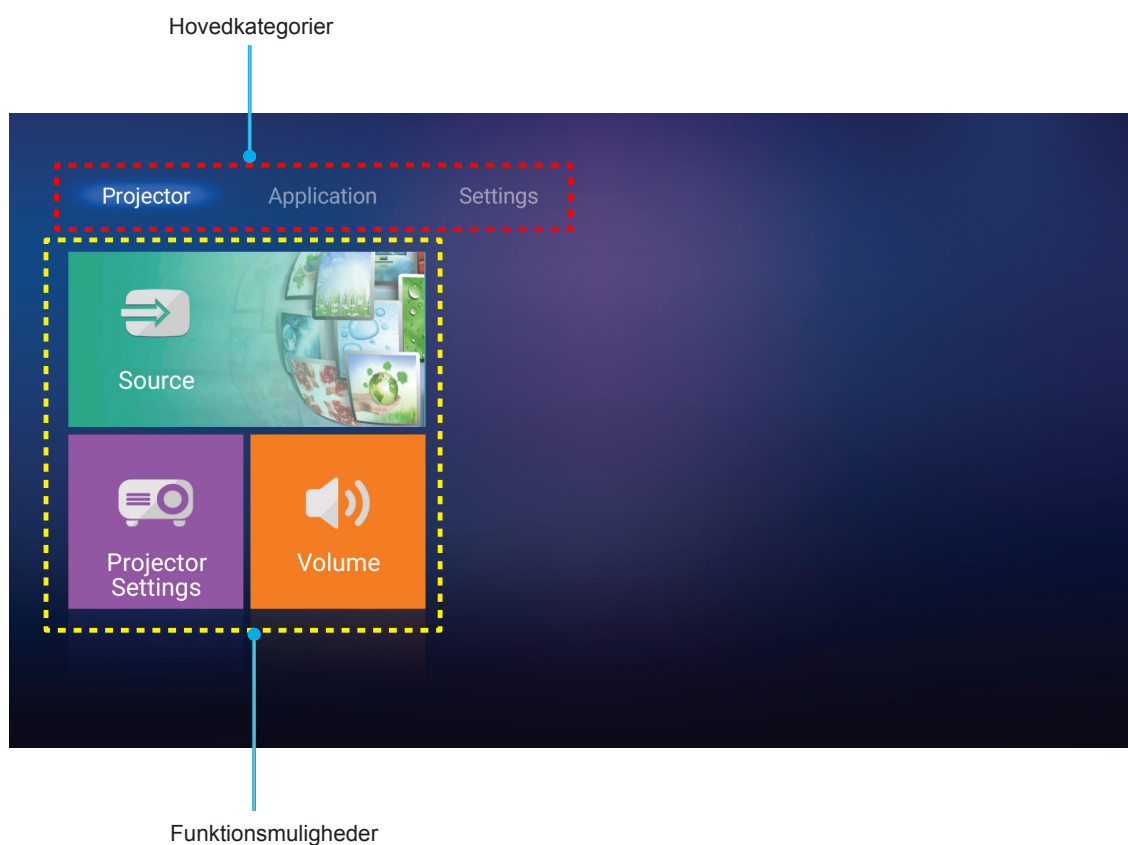 Hovedkategorier
Projector Application Settings
Source
Projector
Settings
Volume
Funktionsmuligheder